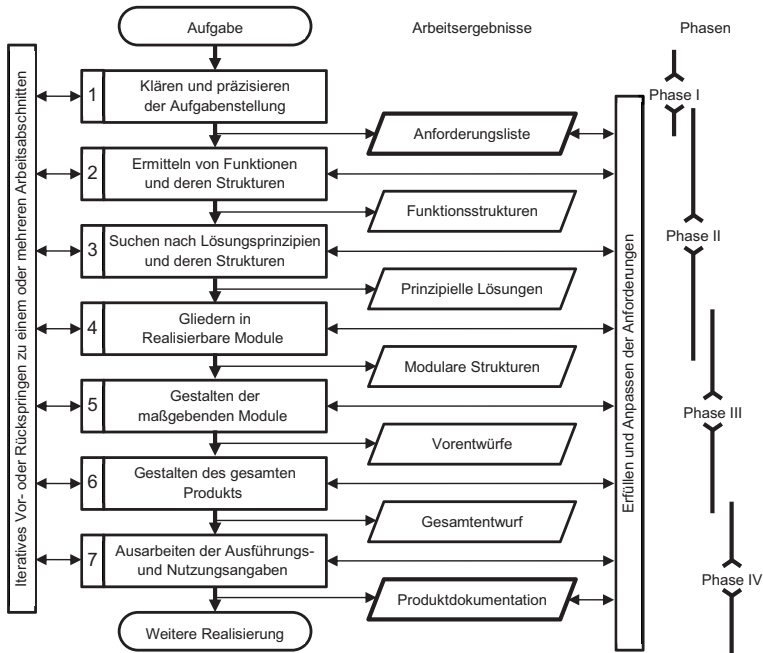 Aufgabe
Arbeitsergebnisse
Phasen
Iteratives Vor- oder Rückspringen zu einem oder mehreren Arbeitsabschnitten
1
Klären und präzisieren
der Aufgabenstellung
Phase I
Anforderungsliste
2
Ermitteln von Funktionen
und deren Strukturen
Funktionsstrukturen
3
Suchen nach Lösungsprinzipien
und deren Strukturen
Phase II
Prinzipielle Lösungen
4
Gliedern in
Realisierbare Module
Modulare Strukturen
5
Gestalten der
maßgebenden Module
Phase III
Vorentwürfe
6
Gestalten des gesamten
Produkts
Gesamtentwurf
7
Ausarbeiten der Ausführungs-
und Nutzungsangaben
Phase IV
Produktdokumentation
Weitere Realisierung
Erfüllen und Anpassen der Anforderungen